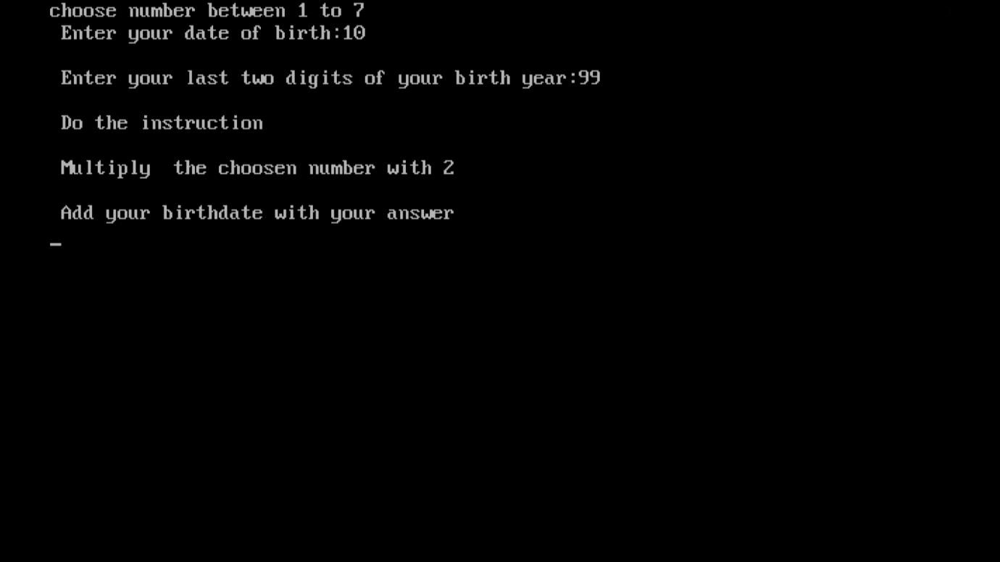 choose number between 1 to 7
Enter your date of birth:10
Enter your last two digits of your birth year:99
Do the instruction
Multiply  the choosen number with 2
Add your birthdate with your answer
_